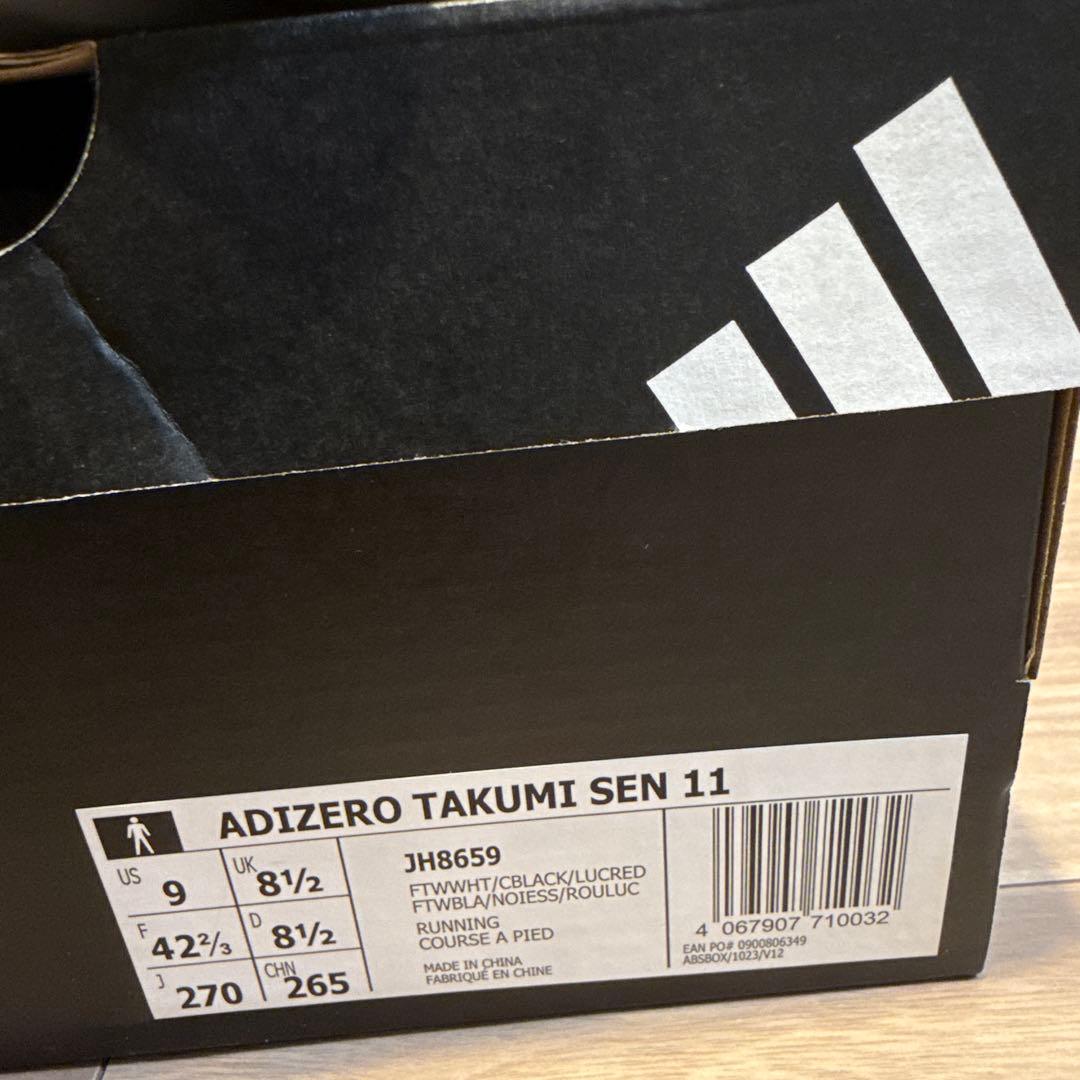 ADIZERO TAKUMI SEN 11
US 9 UK 8½
F 42⅔ D 8½
J 270 CHN 265
JH8659
FTWWHT/CBLACK/LUCRED
FTWBLA/NOIESS/ROULUC
RUNNING
COURSE A PIED
MADE IN CHINA
FABRIQUÉ EN CHINE
4 067907 710032
EAN PO# 0900806349
ABSBOX/1023/V12